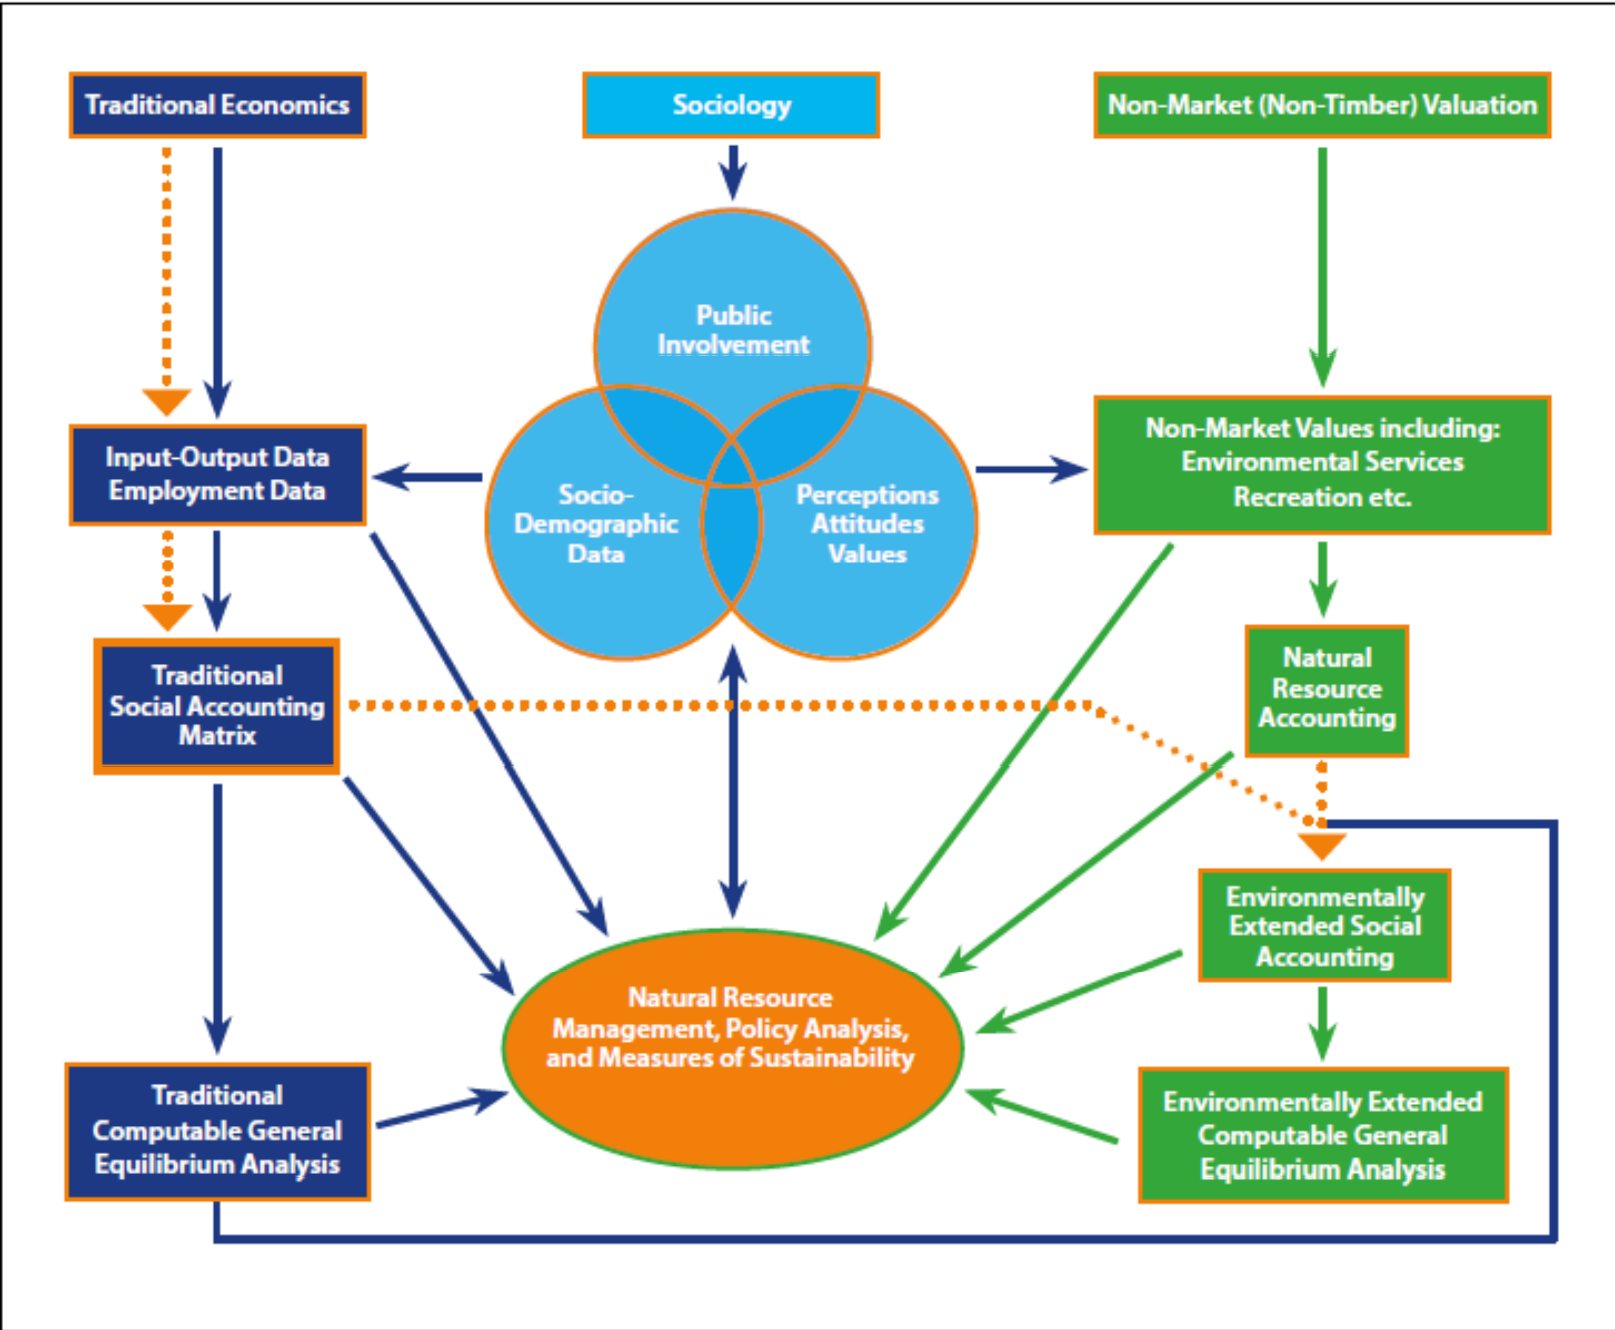 Traditional Economics
Sociology
Non-Market (Non-Timber) Valuation
Public
Involvement
Socio-
Demographic
Data
Perceptions
Attitudes
Values
Input-Output Data
Employment Data
Non-Market Values including:
Environmental Services
Recreation etc.
Traditional
Social Accounting
Matrix
Natural
Resource
Accounting
Environmentally
Extended Social
Accounting
Natural Resource
Management, Policy Analysis,
and Measures of Sustainability
Traditional
Computable General
Equilibrium Analysis
Environmentally Extended
Computable General
Equilibrium Analysis